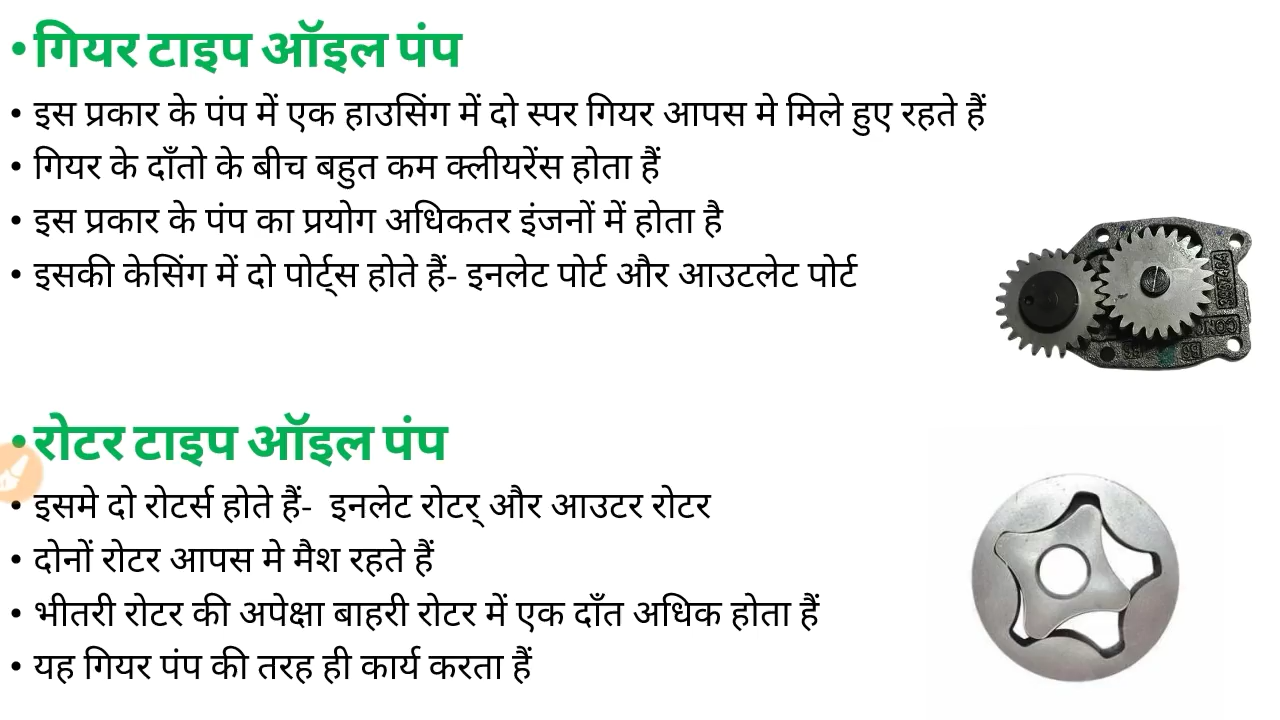 • गियर टाइप ऑइल पंप
• इस प्रकार के पंप में एक हाउसिंग में दो स्पर गियर आपस मे मिले हुए रहते हैं
• गियर के दाँतो के बीच बहुत कम क्लीयरेंस होता हैं
• इस प्रकार के पंप का प्रयोग अधिकतर इंजनों में होता है
• इसकी केसिंग में दो पोर्ट्स होते हैं- इनलेट पोर्ट और आउटलेट पोर्ट
• रोटर टाइप ऑइल पंप
• इसमे दो रोटर्स होते हैं-  इनलेट रोटर् और आउटर रोटर
• दोनों रोटर आपस मे मैश रहते हैं
• भीतरी रोटर की अपेक्षा बाहरी रोटर में एक दाँत अधिक होता हैं
• यह गियर पंप की तरह ही कार्य करता हैं